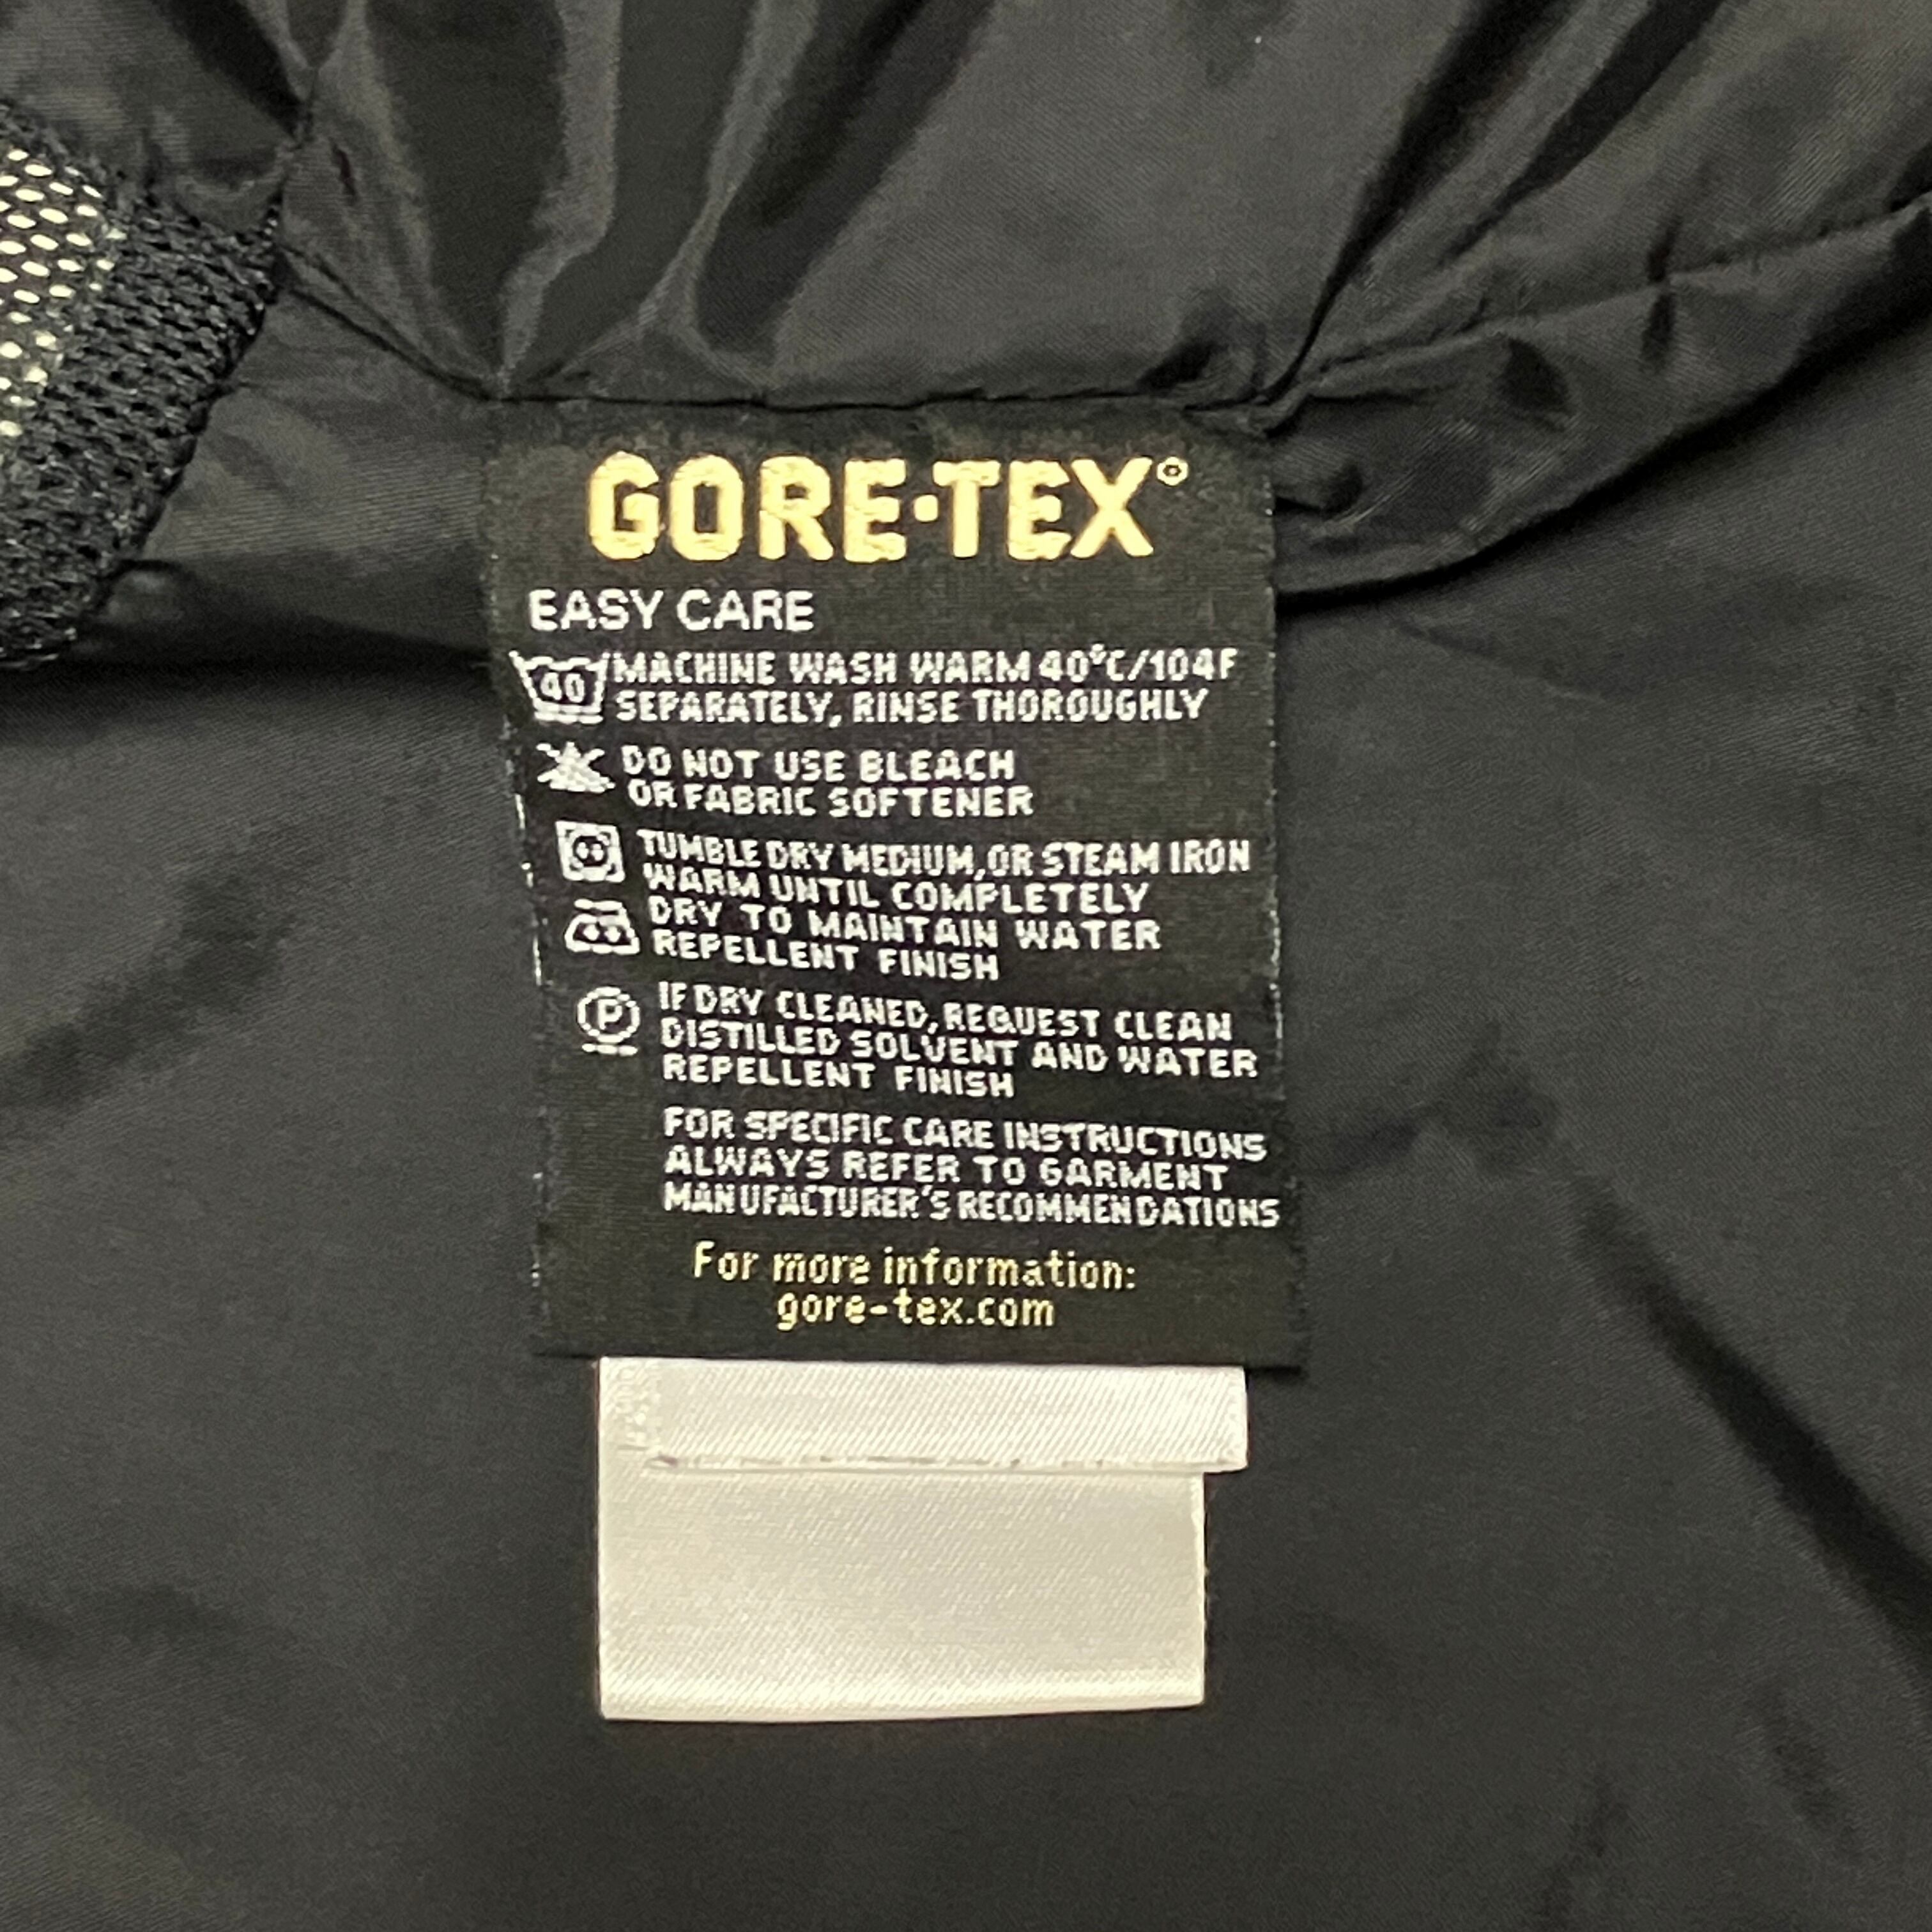 GORE-TEX®
EASY CARE
40
MACHINE WASH WARM 40°C/104F
SEPARATELY, RINSE THOROUGHLY
DO NOT USE BLEACH
OR FABRIC SOFTENER
TUMBLE DRY MEDIUM, OR STEAM IRON
WARM UNTIL COMPLETELY
DRY TO MAINTAIN WATER
REPELLENT FINISH
P
IF DRY CLEANED, REQUEST CLEAN
DISTILLED SOLVENT AND WATER
REPELLENT FINISH
FOR SPECIFIC CARE INSTRUCTIONS
ALWAYS REFER TO GARMENT
MANUFACTURER'S RECOMMENDATIONS
For more information:
gore-tex.com